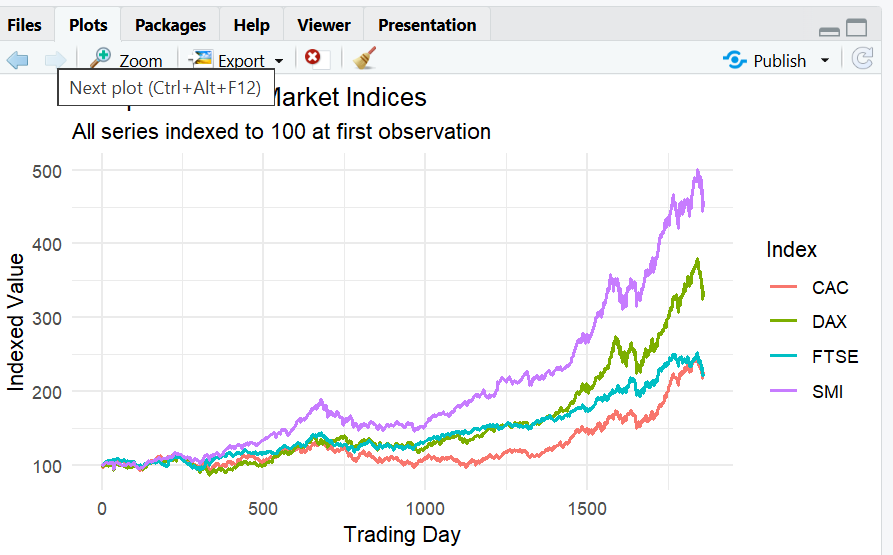 Files Plots Packages Help Viewer Presentation
Zoom Export Publish
Next plot (Ctrl+Alt+F12)
Market Indices
All series indexed to 100 at first observation
500
400
300
200
100
Indexed Value
0 500 1000 1500
Trading Day
Index
CAC
DAX
FTSE
SMI